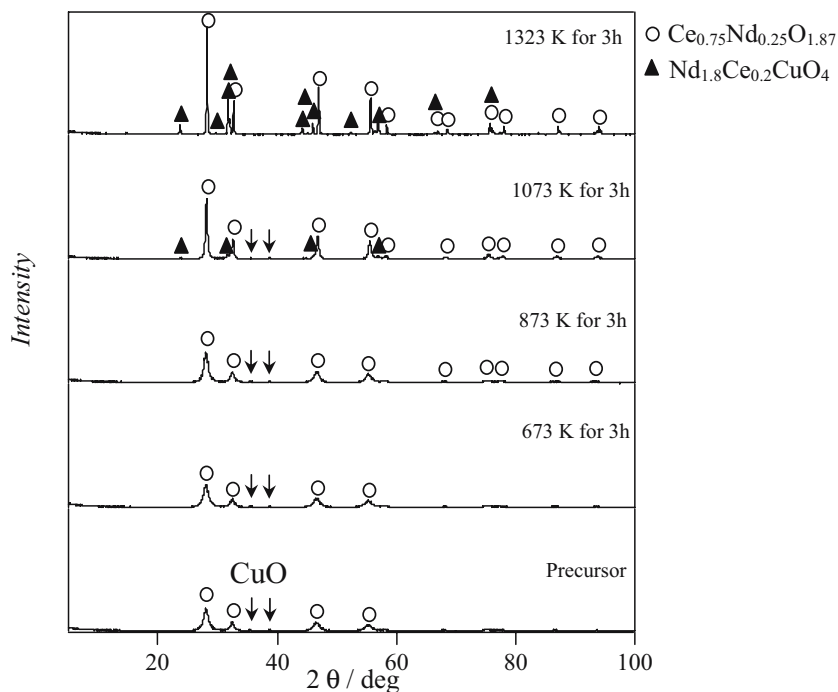 1323 K for 3h
○ Ce0.75Nd0.25O1.87
▲ Nd1.8Ce0.2CuO4
1073 K for 3h
873 K for 3h
673 K for 3h
CuO
Precursor
Intensity
20 40 60 80 100
2 θ / deg